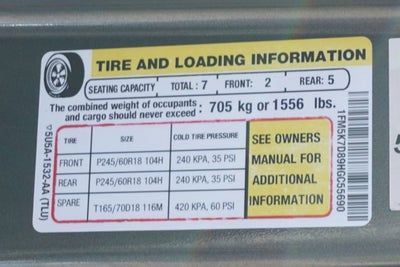 TIRE AND LOADING INFORMATION
SEATING CAPACITY TOTAL : 7 FRONT: 2 REAR: 5
The combined weight of occupants and cargo should never exceed : 705 kg or 1556 lbs.
TIRE SIZE COLD TIRE PRESSURE
FRONT P245/60R18 104H 240 KPA, 35 PSI
REAR P245/60R18 104H 240 KPA, 35 PSI
SPARE T165/70D18 116M 420 KPA, 60 PSI
SEE OWNERS
MANUAL FOR
ADDITIONAL
INFORMATION
5U5A-1532-AA (TLU)
1FM5K7D89HGC55690